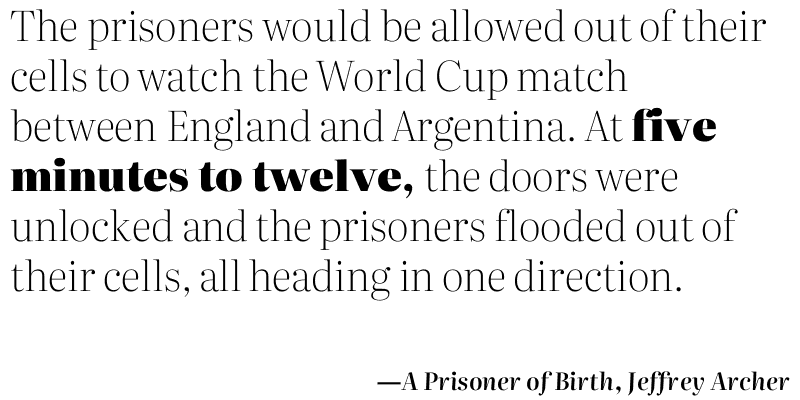 The prisoners would be allowed out of their
cells to watch the World Cup match
between England and Argentina. At five
minutes to twelve, the doors were
unlocked and the prisoners flooded out of
their cells, all heading in one direction.
—A Prisoner of Birth, Jeffrey Archer